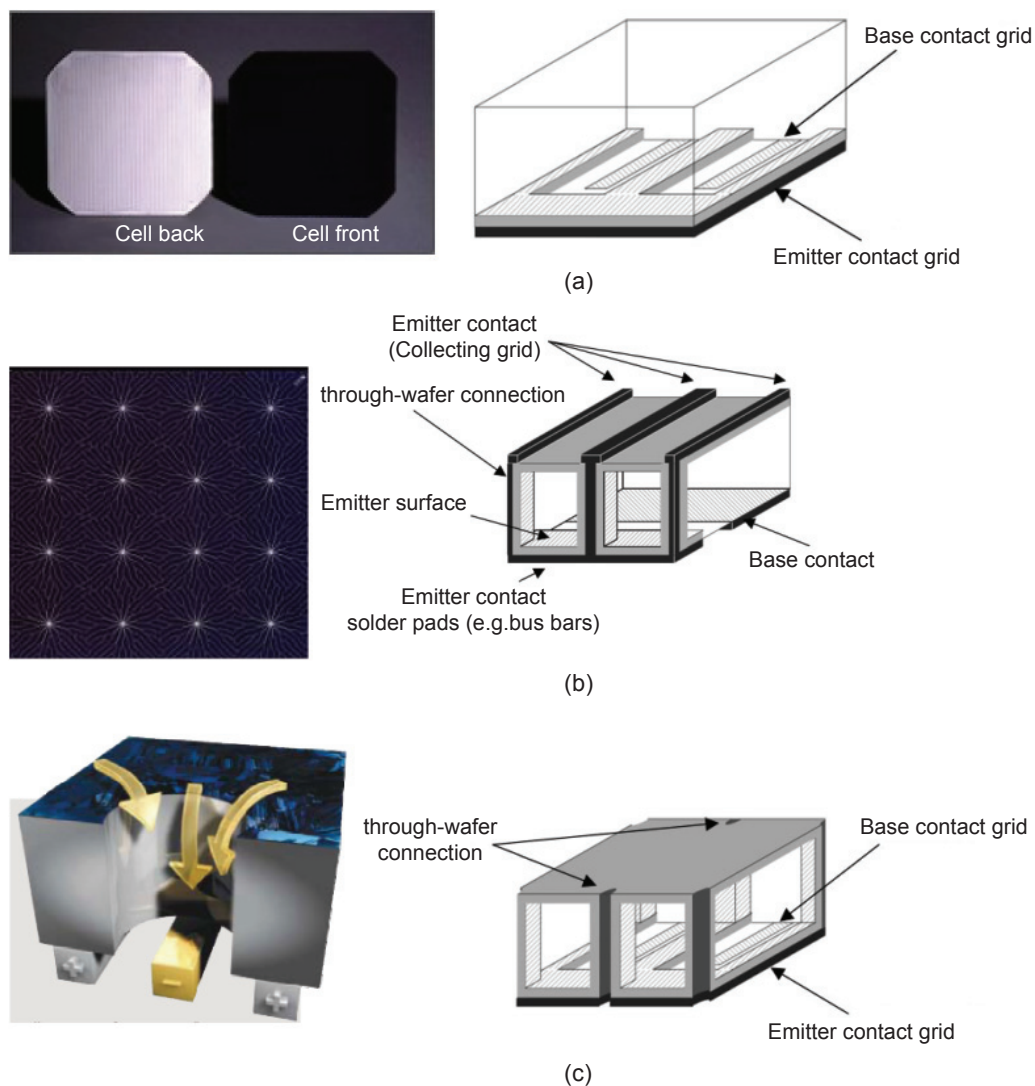 Base contact grid
Cell back
Cell front
Emitter contact grid
(a)
Emitter contact
(Collecting grid)
through-wafer connection
Emitter surface
Base contact
Emitter contact
solder pads (e.g.bus bars)
(b)
through-wafer
connection
Base contact grid
+
−
+
Emitter contact grid
(c)